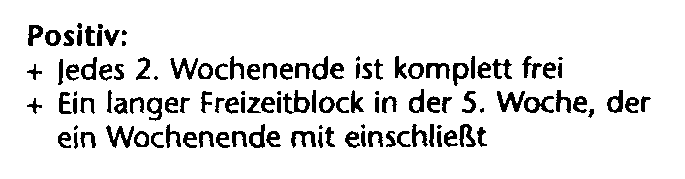 Positiv:
+ Jedes 2. Wochenende ist komplett frei
+ Ein langer Freizeitblock in der 5. Woche, der
ein Wochenende mit einschließt